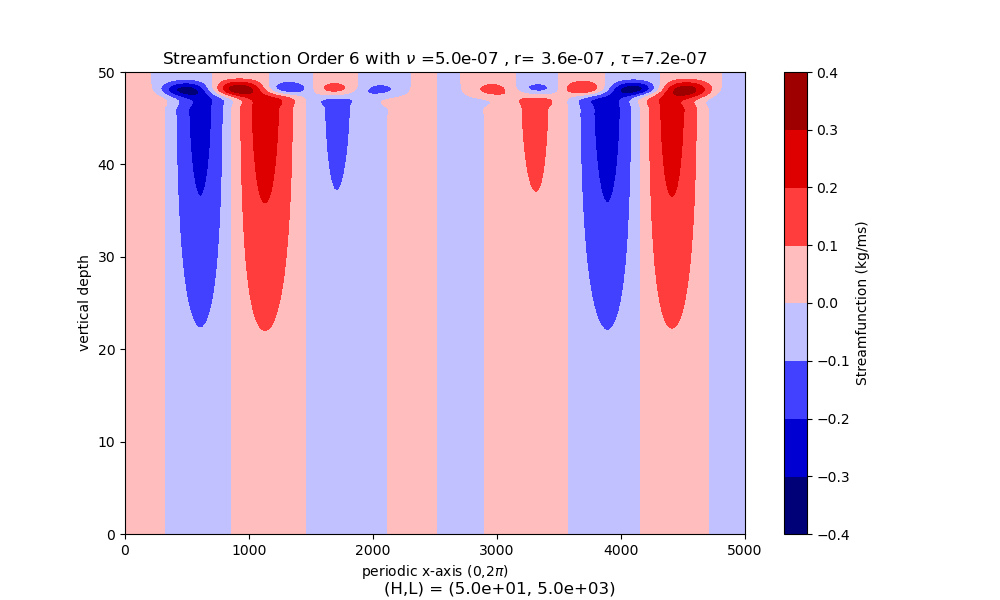 Streamfunction Order 6 with ν =5.0e-07 , r= 3.6e-07 , τ=7.2e-07
50
40
30
20
10
0
vertical depth
0 1000 2000 3000 4000 5000
periodic x-axis (0,2π)
(H,L) = (5.0e+01, 5.0e+03)
0.4
0.3
0.2
0.1
0.0
−0.1
−0.2
−0.3
−0.4
Streamfunction (kg/ms)